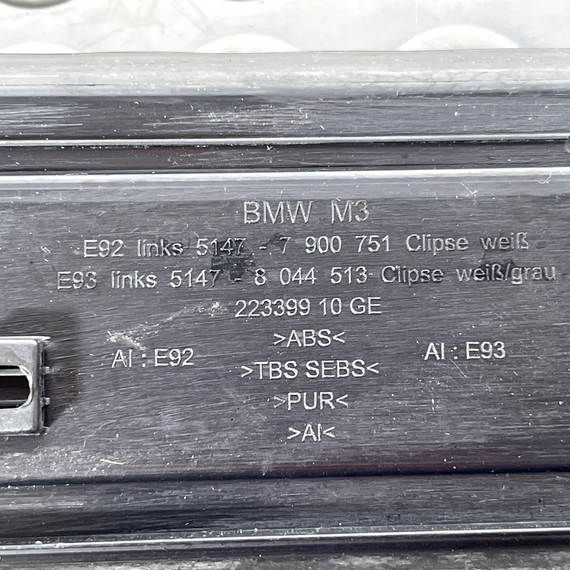 BMW M3
E92 links 5147 - 7 900 751 Clipse weiß
E93 links 5147 - 8 044 513 Clipse weiß/grau
223399 10 GE
>ABS<
AI : E92 >TBS SEBS< AI : E93
>PUR<
>AI<